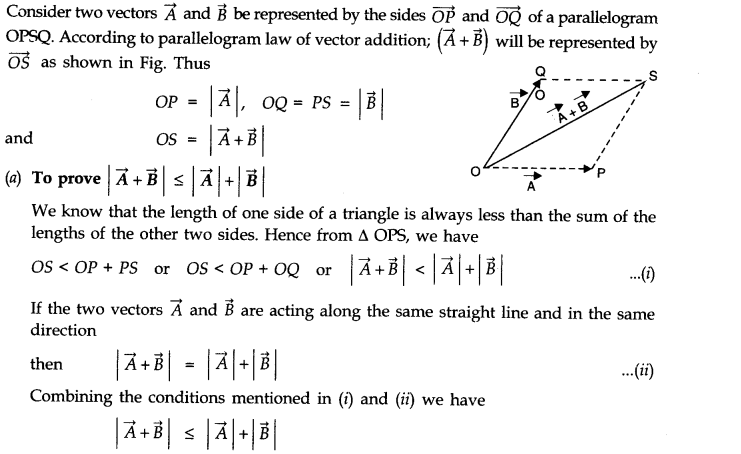 Consider two vectors $\vec{A}$ and $\vec{B}$ be represented by the sides $\overrightarrow{OP}$ and $\overrightarrow{OQ}$ of a parallelogram
OPSQ. According to parallelogram law of vector addition; $(\vec{A}+\vec{B})$ will be represented by
$\overrightarrow{OS}$ as shown in Fig. Thus
OP = $|\vec{A}|$, OQ = PS = $|\vec{B}|$
and OS = $|\vec{A}+\vec{B}|$
Q
S
B
O
A + B
O
P
A
(a) To prove $|\vec{A}+\vec{B}| \le |\vec{A}|+|\vec{B}|$
We know that the length of one side of a triangle is always less than the sum of the
lengths of the other two sides. Hence from Δ OPS, we have
OS < OP + PS or OS < OP + OQ or $|\vec{A}+\vec{B}| < |\vec{A}|+|\vec{B}|$ ...(i)
If the two vectors $\vec{A}$ and $\vec{B}$ are acting along the same straight line and in the same
direction
then $|\vec{A}+\vec{B}| = |\vec{A}|+|\vec{B}|$ ...(ii)
Combining the conditions mentioned in (i) and (ii) we have
$|\vec{A}+\vec{B}| \le |\vec{A}|+|\vec{B}|$